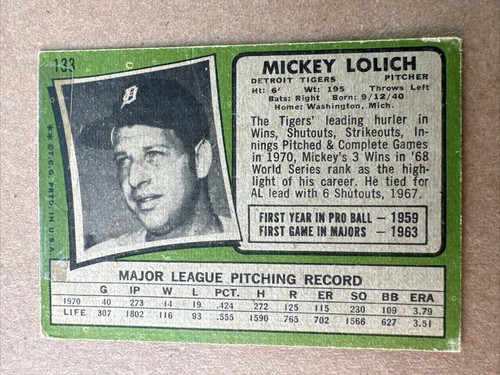 133
MICKEY LOLICH
DETROIT TIGERS PITCHER
Ht: 6' Wt: 195 Throws Left
Bats: Right Born: 9/12/40
Home: Washington, Mich.
The Tigers' leading hurler in
Wins, Shutouts, Strikeouts, In-
nings Pitched & Complete Games
in 1970, Mickey's 3 Wins in '68
World Series rank as the high-
light of his career. He tied for
AL lead with 6 Shutouts, 1967.
FIRST YEAR IN PRO BALL — 1959
FIRST GAME IN MAJORS — 1963
D
** © T.C.G. PRTD. IN U.S.A.
MAJOR LEAGUE PITCHING RECORD
G IP W L PCT. H R ER SO BB ERA
1970 40 273 14 19 .424 272 125 115 230 109 3.79
LIFE 307 1802 116 93 .555 1590 765 702 1566 627 3.51